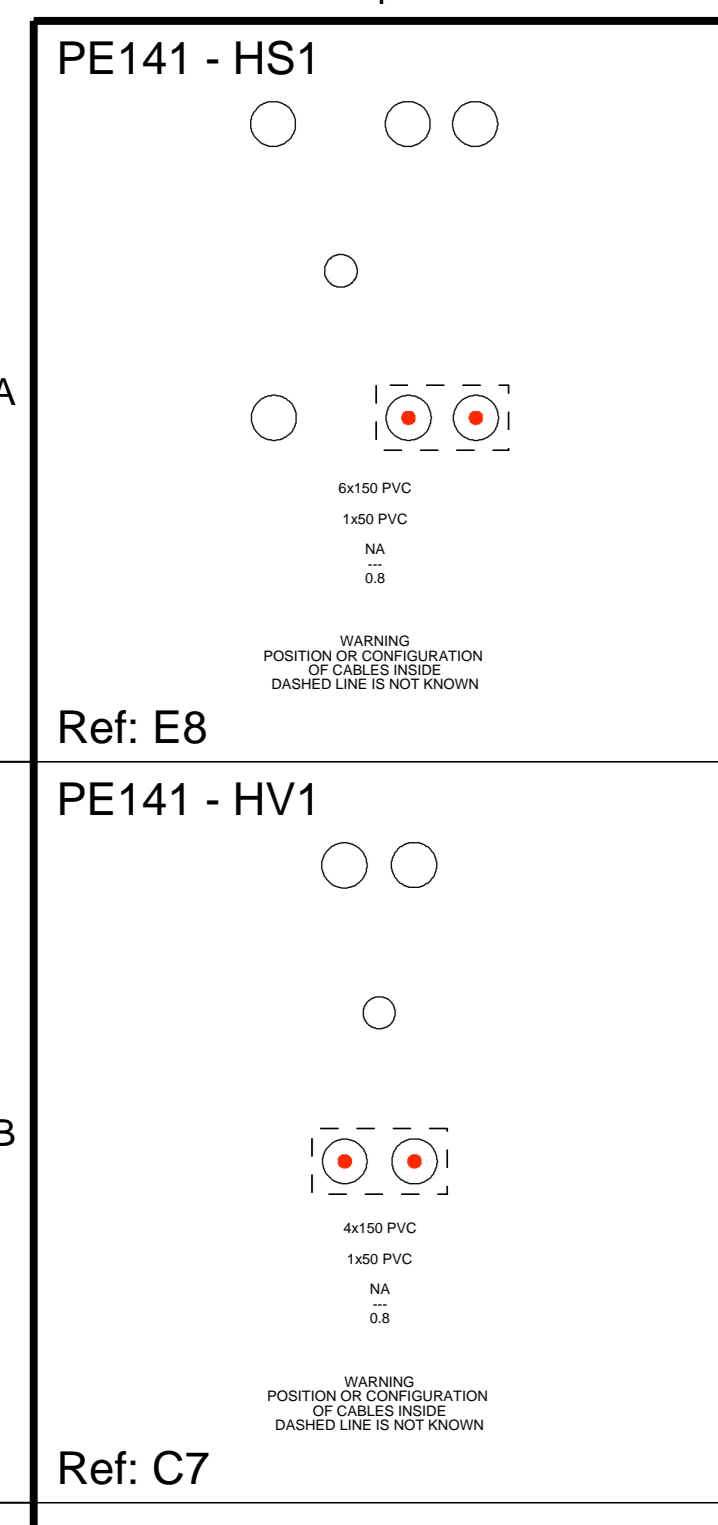 PE141 - HS1
A
6x150 PVC
1x50 PVC
NA
---
0.8
WARNING
POSITION OR CONFIGURATION
OF CABLES INSIDE
DASHED LINE IS NOT KNOWN
Ref: E8
PE141 - HV1
B
4x150 PVC
1x50 PVC
NA
---
0.8
WARNING
POSITION OR CONFIGURATION
OF CABLES INSIDE
DASHED LINE IS NOT KNOWN
Ref: C7